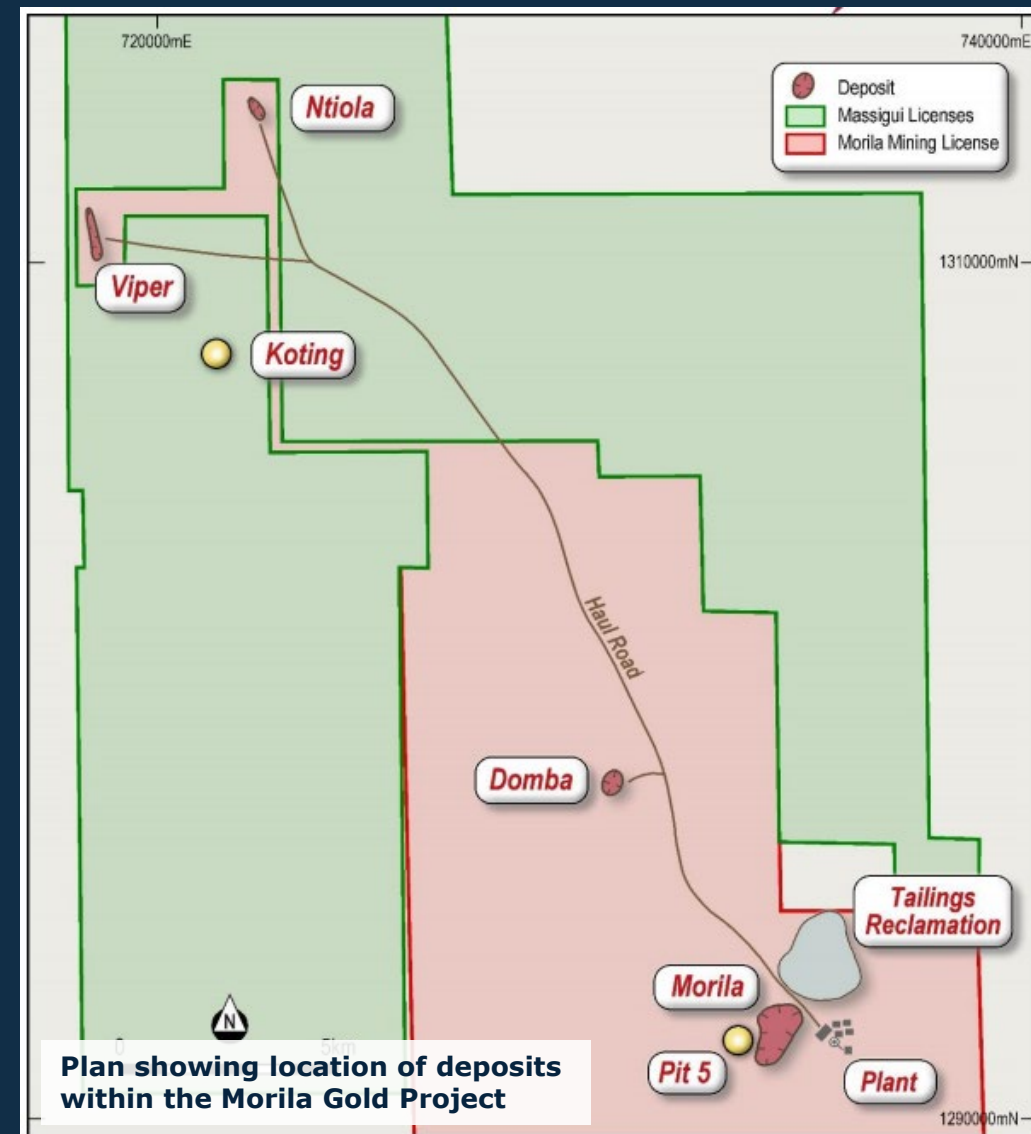 720000mE
740000mE
Deposit
Massigui Licenses
Morila Mining License
Ntiola
1310000mN
Viper
Koting
Haul Road
Domba
Tailings
Reclamation
Morila
Pit 5
Plant
N
0
5km
Plan showing location of deposits
within the Morila Gold Project
1290000mN